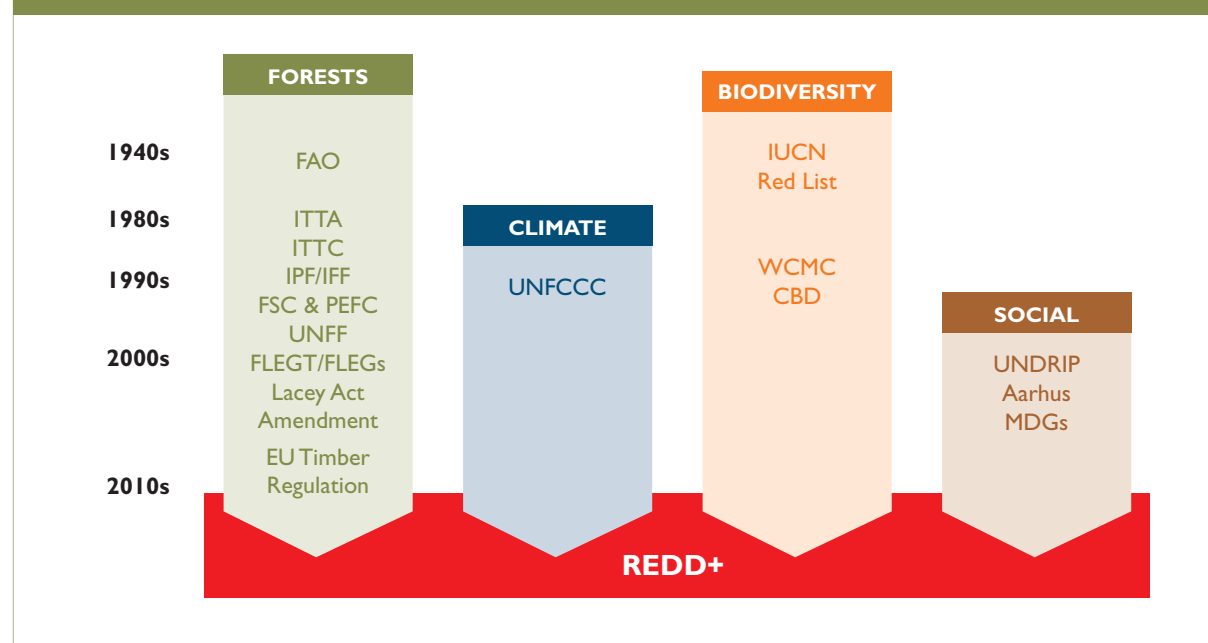 FORESTS
BIODIVERSITY
1940s
FAO
IUCN
Red List
1980s
ITTA
ITTC
CLIMATE
1990s
IPF/IFF
FSC & PEFC
UNFF
UNFCCC
WCMC
CBD
SOCIAL
2000s
FLEGT/FLEGs
Lacey Act
Amendment
UNDRIP
Aarhus
MDGs
EU Timber
Regulation
2010s
REDD+